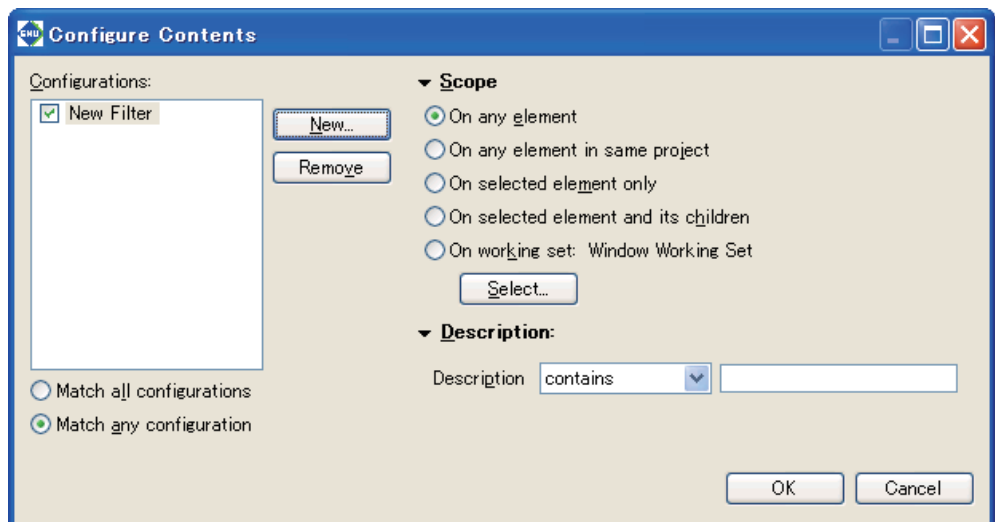 GNU Configure Contents
Configurations:
New Filter
New...
Remove
Match all configurations
Match any configuration
Scope
On any element
On any element in same project
On selected element only
On selected element and its children
On working set: Window Working Set
Select...
Description:
Description contains
OK Cancel